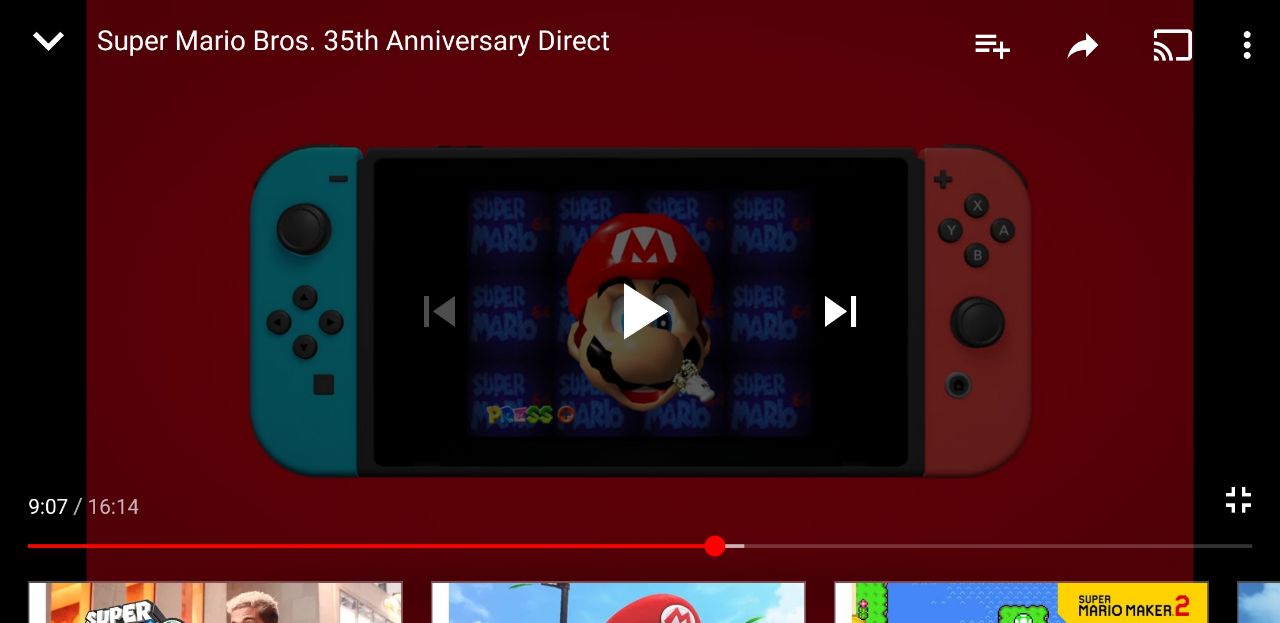 Super Mario Bros. 35th Anniversary Direct
SUPER SUPER SUPER SUPER
MARIO 64 MARIO MARIO 64 MARIO 64
X
Y A
B
SUPER SUPER
MARIO 64 MARIO 64
SUPER SUPER SUPER
MARIO MARIO MARIO 64
M
PRESS +
9:07 / 16:14
SUPER
M
SUPER
MARIO MAKER 2